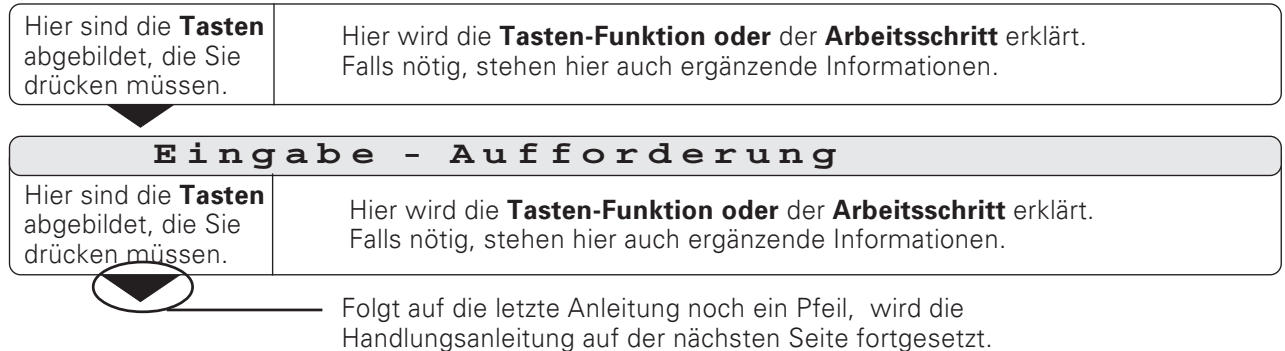 Hier sind die Tasten
abgebildet, die Sie
drücken müssen.
Hier wird die Tasten-Funktion oder der Arbeitsschritt erklärt.
Falls nötig, stehen hier auch ergänzende Informationen.
Eingabe - Aufforderung
Hier sind die Tasten
abgebildet, die Sie
drücken müssen.
Hier wird die Tasten-Funktion oder der Arbeitsschritt erklärt.
Falls nötig, stehen hier auch ergänzende Informationen.
Folgt auf die letzte Anleitung noch ein Pfeil, wird die
Handlungsanleitung auf der nächsten Seite fortgesetzt.